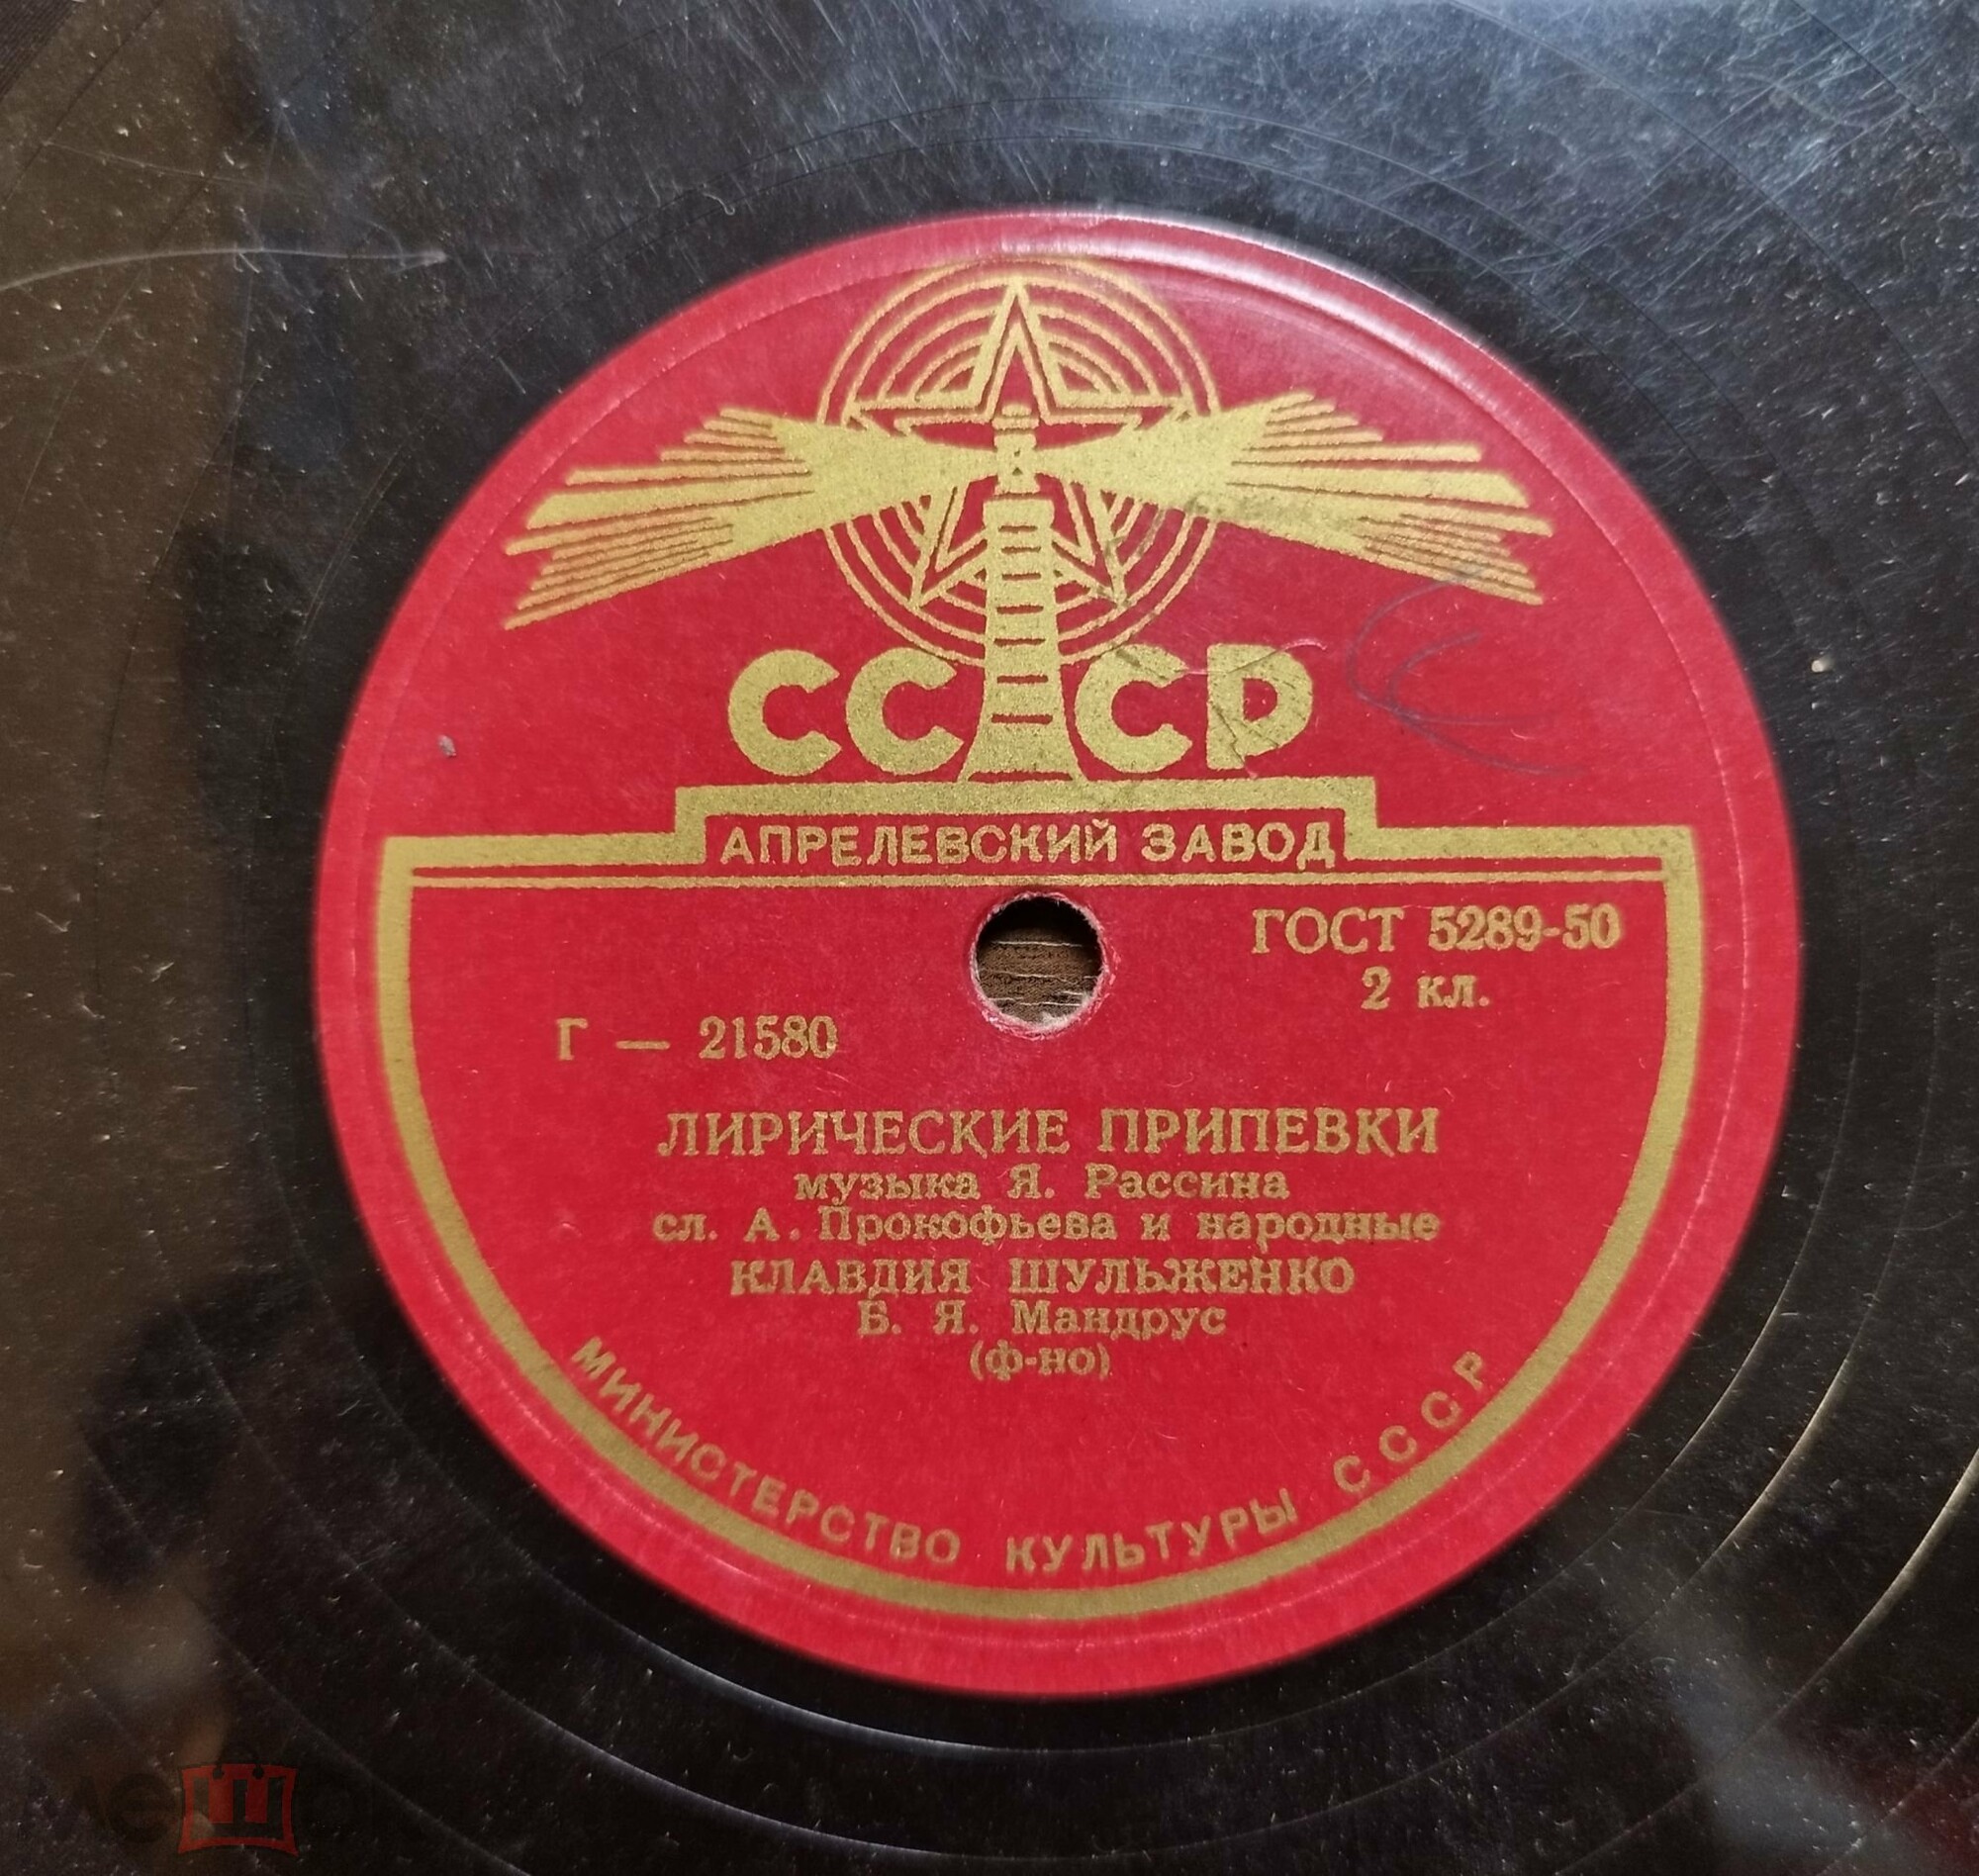 СССР
АПРЕЛЕВСКИЙ ЗАВОД
ГОСТ 5289-50
2 кл.
Г — 21580
ЛИРИЧЕСКИЕ ПРИПЕВКИ
музыка Я. Рассина
сл. А. Прокофьева и народные
КЛАВДИЯ ШУЛЬЖЕНКО
Б. Я. Мандрус
(ф-но)
МИНИСТЕРСТВО КУЛЬТУРЫ СССР